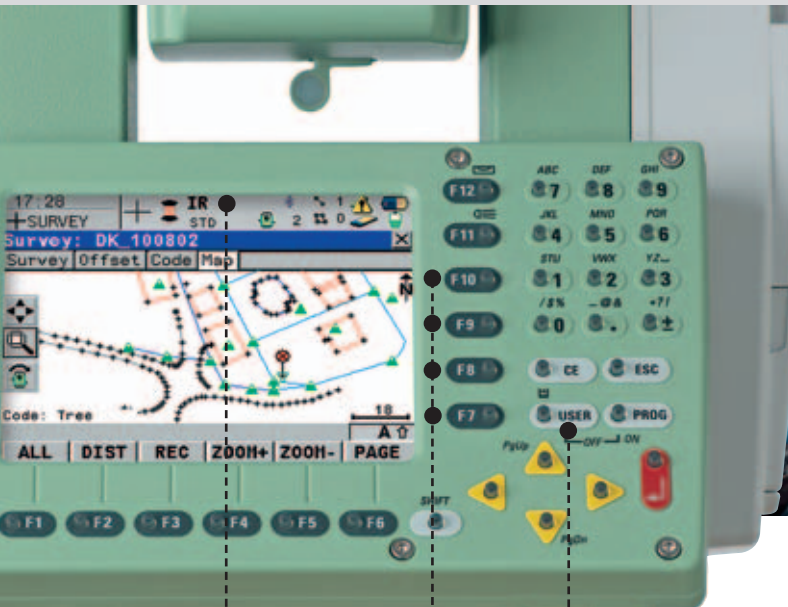 17:28
SURVEY
IR
STD
1
2
0
Survey: DK_100802
Survey Offset Code Map
N
Code: Tree
18
A
ALL DIST REC ZOOM+ ZOOM- PAGE
F1 F2 F3 F4 F5 F6
SHIFT
F12
F11
F10
F9
F8
F7
ABC DEF GHI
7 8 9
JKL MNO PQR
4 5 6
STU VWX YZ_
1 2 3
/$% _@& *?!
0 . ±
CE ESC
USER PROG
OFF ON
PgUp
PgDn